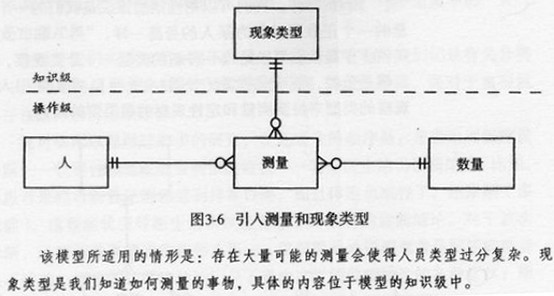 现象类型
知识级
操作级
人
测量
数量
图3-6 引入测量和现象类型
该模型所适用的情形是：存在大量可能的测量会使得人员类型过分复杂。现
象类型是我们知道如何测量的事物，具体的内容位于模型的知识级中。